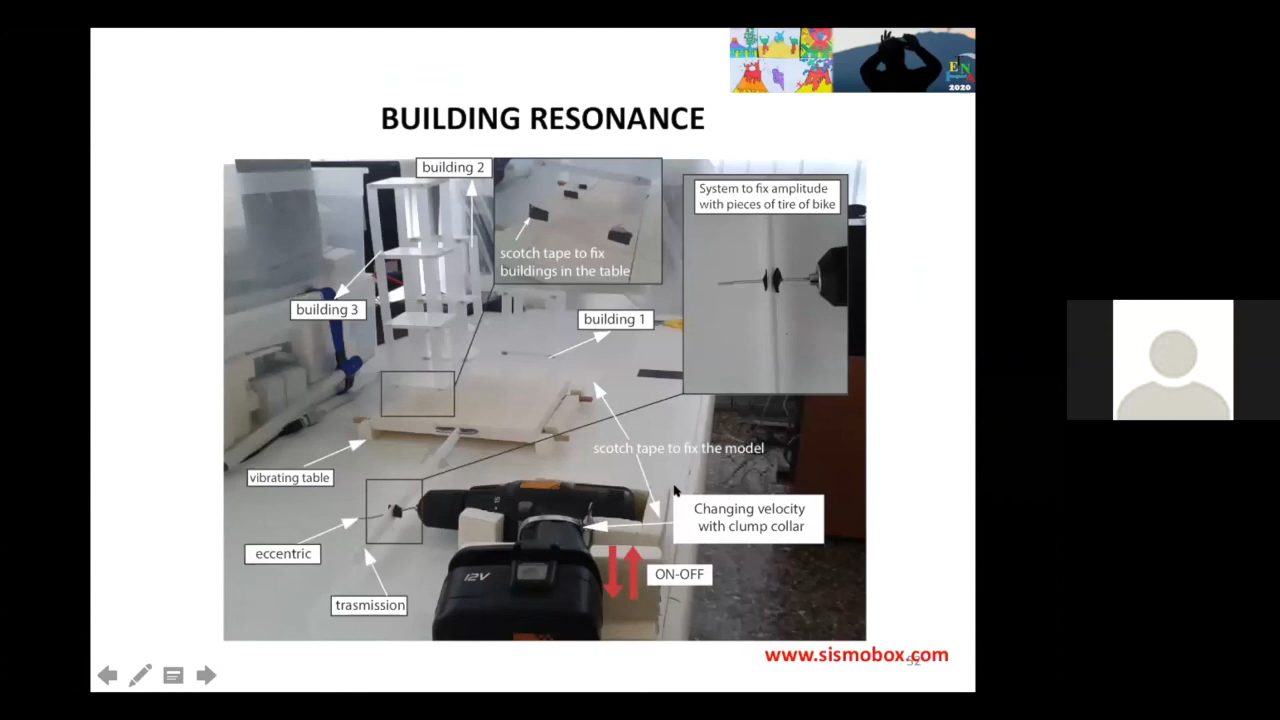 2020
BUILDING RESONANCE
building 2
System to fix amplitude
with pieces of tire of bike
scotch tape to fix
buildings in the table
building 3
building 1
scotch tape to fix the model
vibrating table
Changing velocity
with clump collar
eccentric
12V
ON-OFF
trasmission
www.sismobox.com